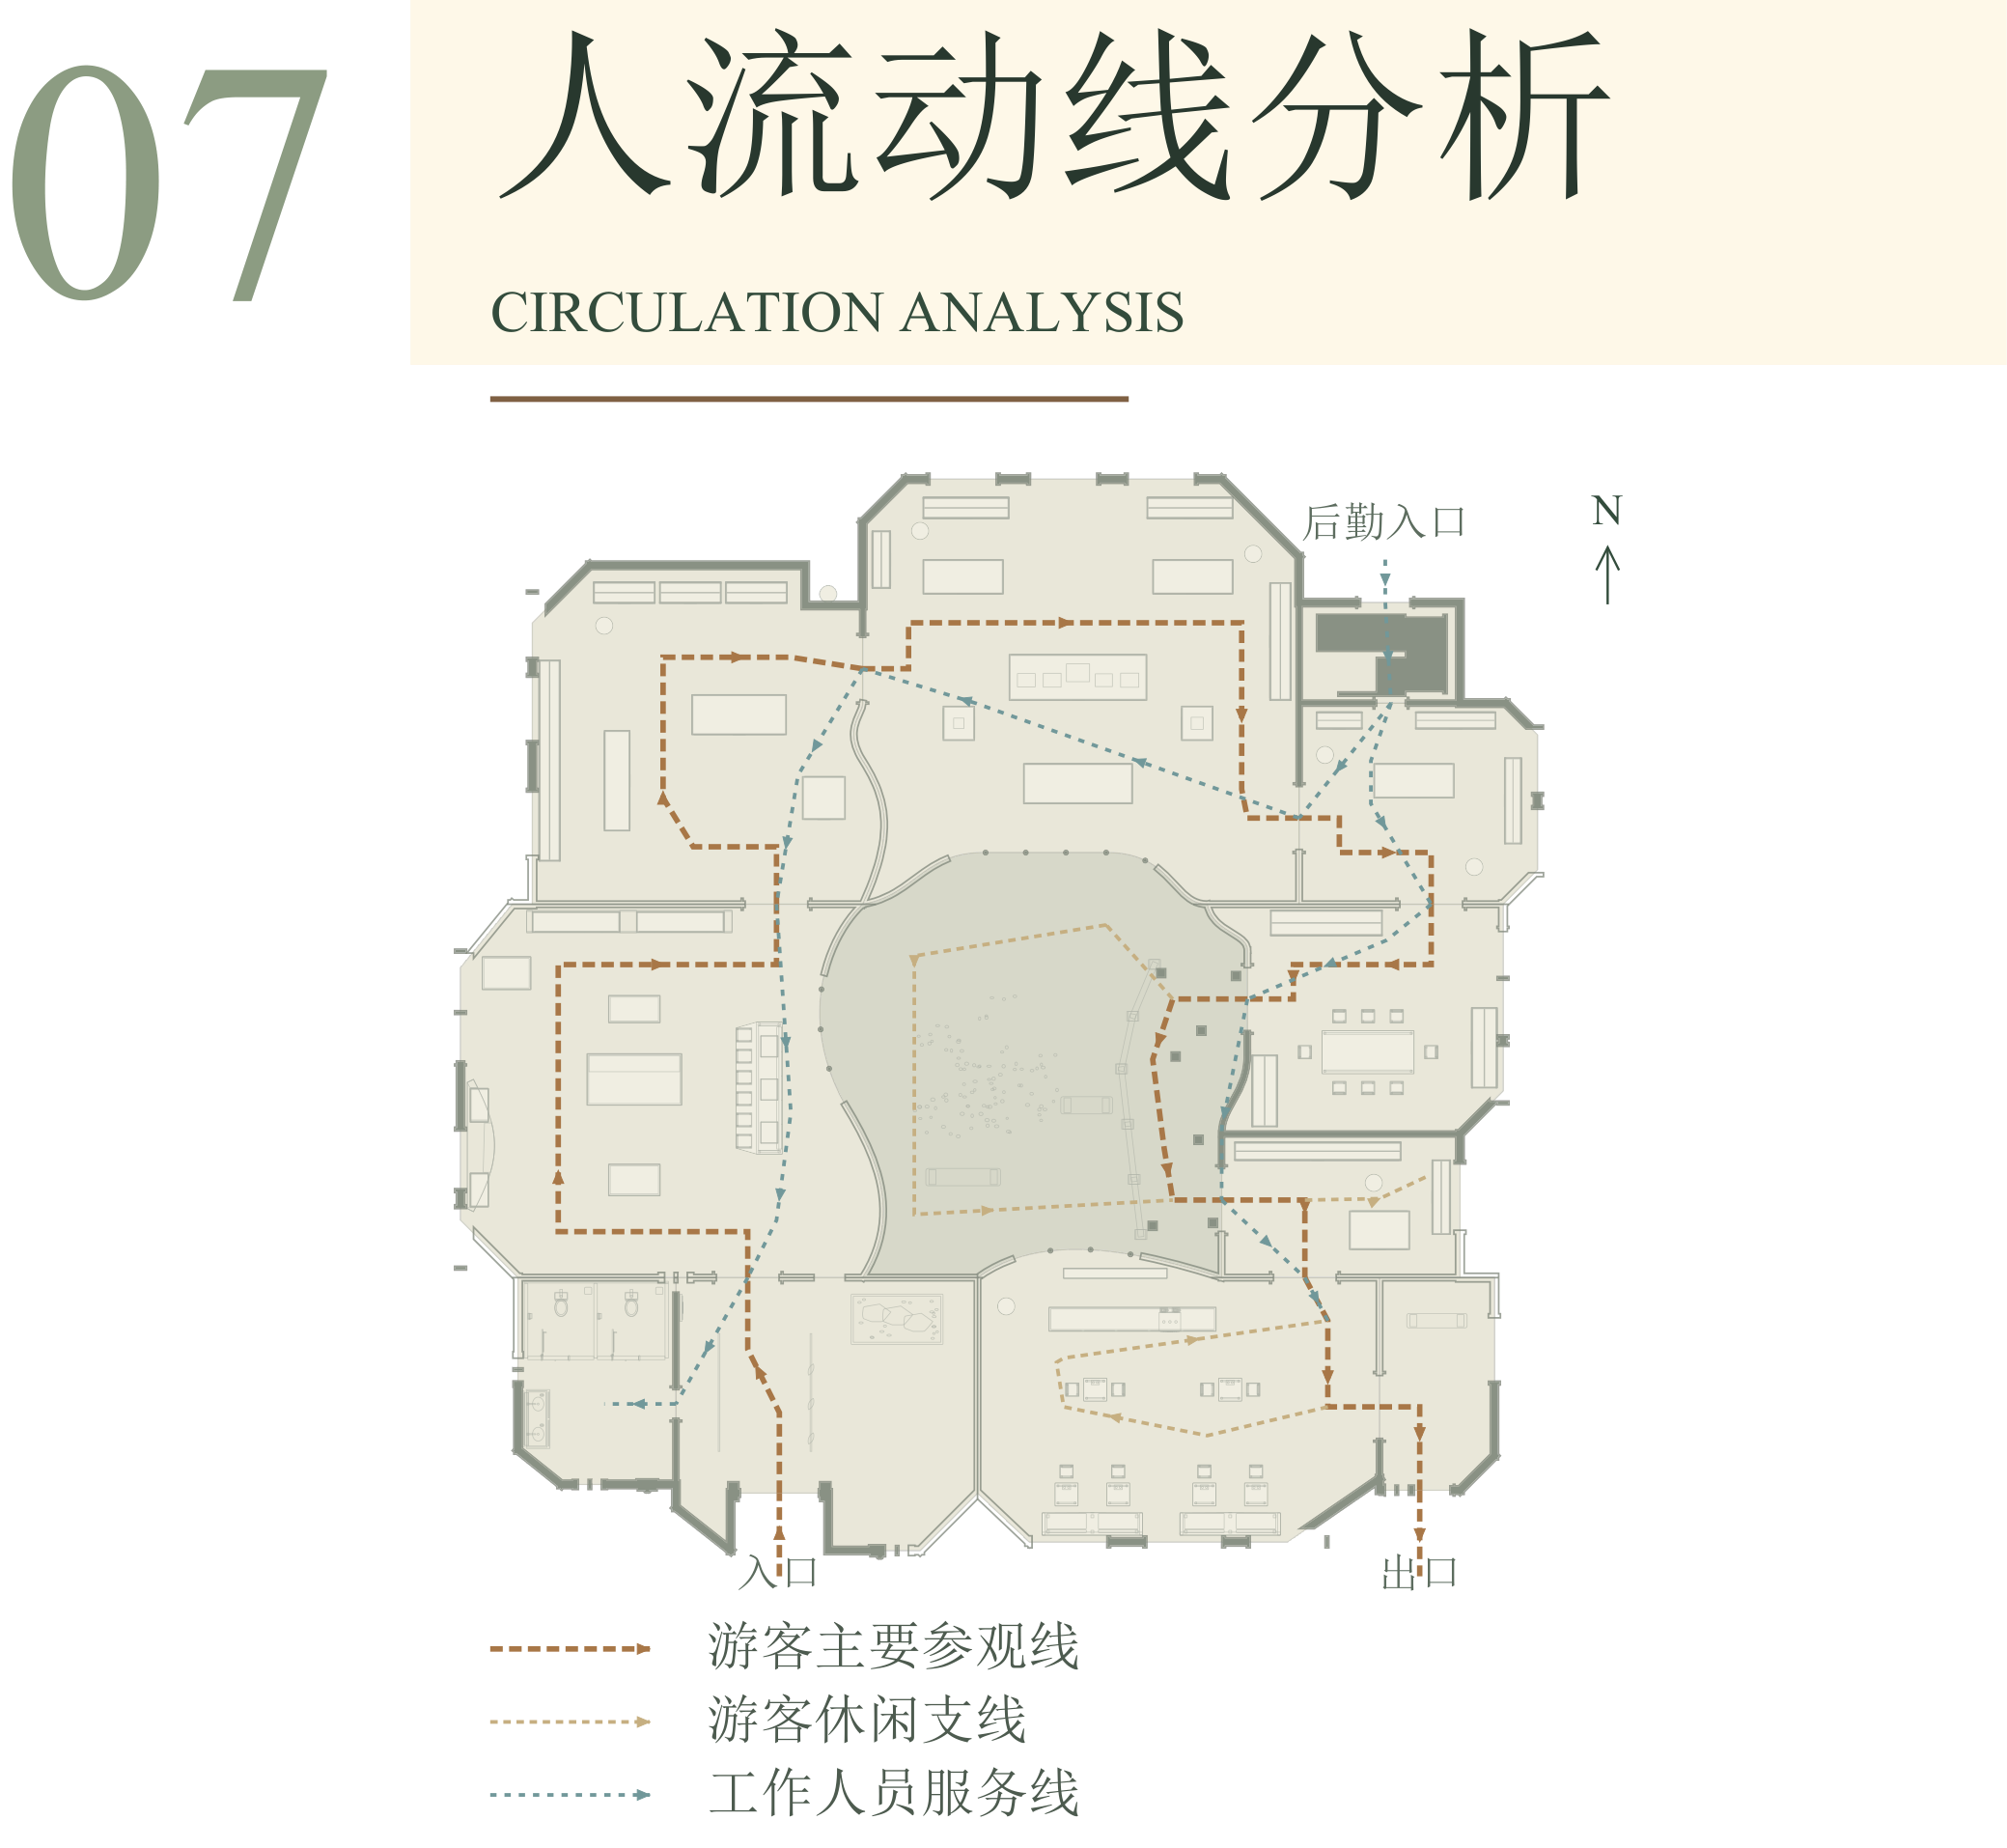 07
人流动线分析
CIRCULATION ANALYSIS
后勤入口
N
入口
出口
游客主要参观线
游客休闲支线
工作人员服务线